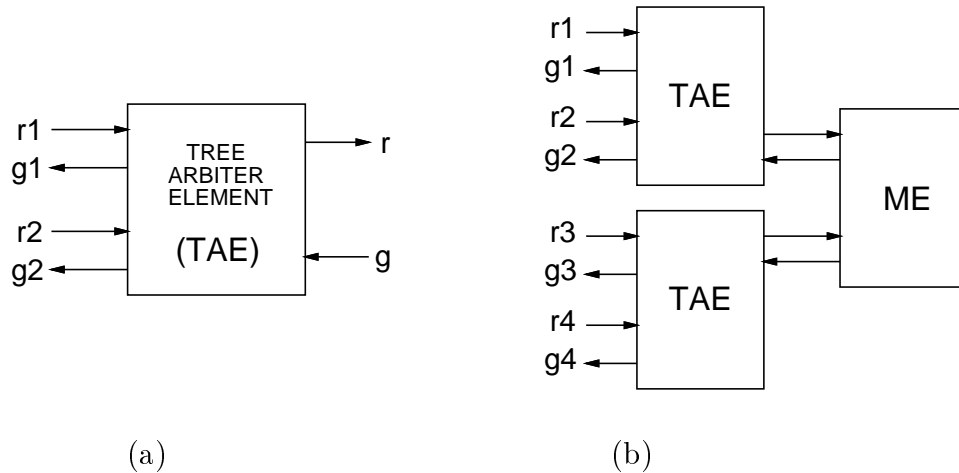 r1
g1
r2
g2
TREE
ARBITER
ELEMENT
(TAE)
r
g
(a)
r1
g1
r2
g2
TAE
r3
g3
r4
g4
TAE
ME
(b)